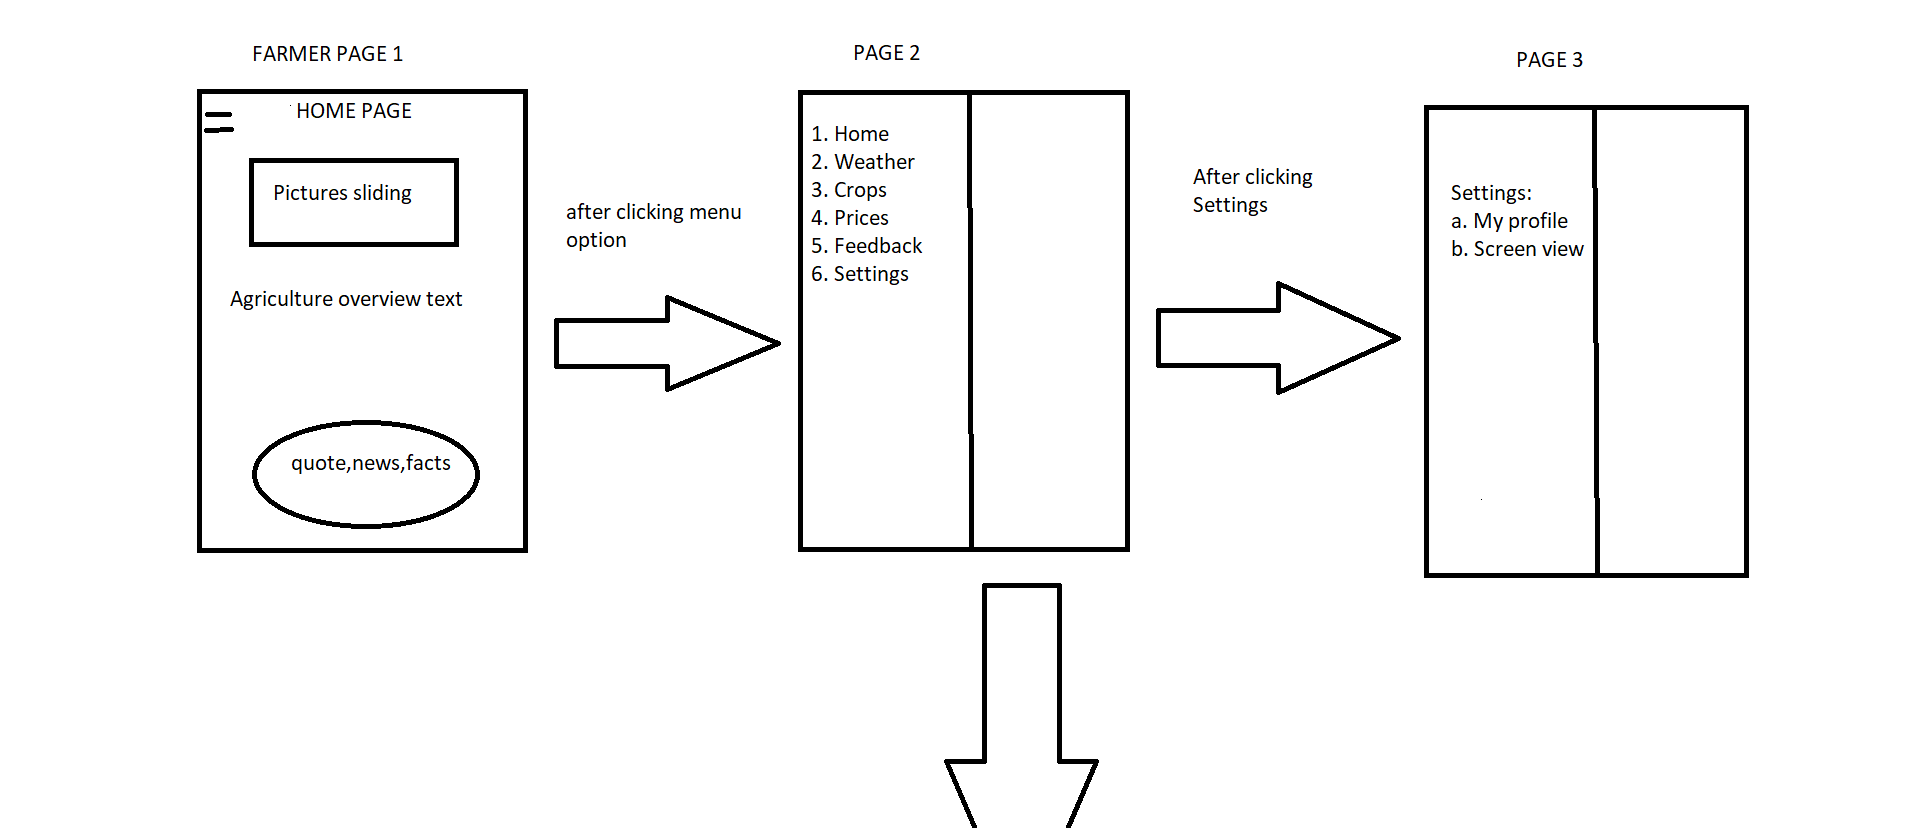 FARMER PAGE 1
HOME PAGE
Pictures sliding
Agriculture overview text
quote,news,facts
after clicking menu
option
PAGE 2
1. Home
2. Weather
3. Crops
4. Prices
5. Feedback
6. Settings
After clicking
Settings
PAGE 3
Settings:
a. My profile
b. Screen view